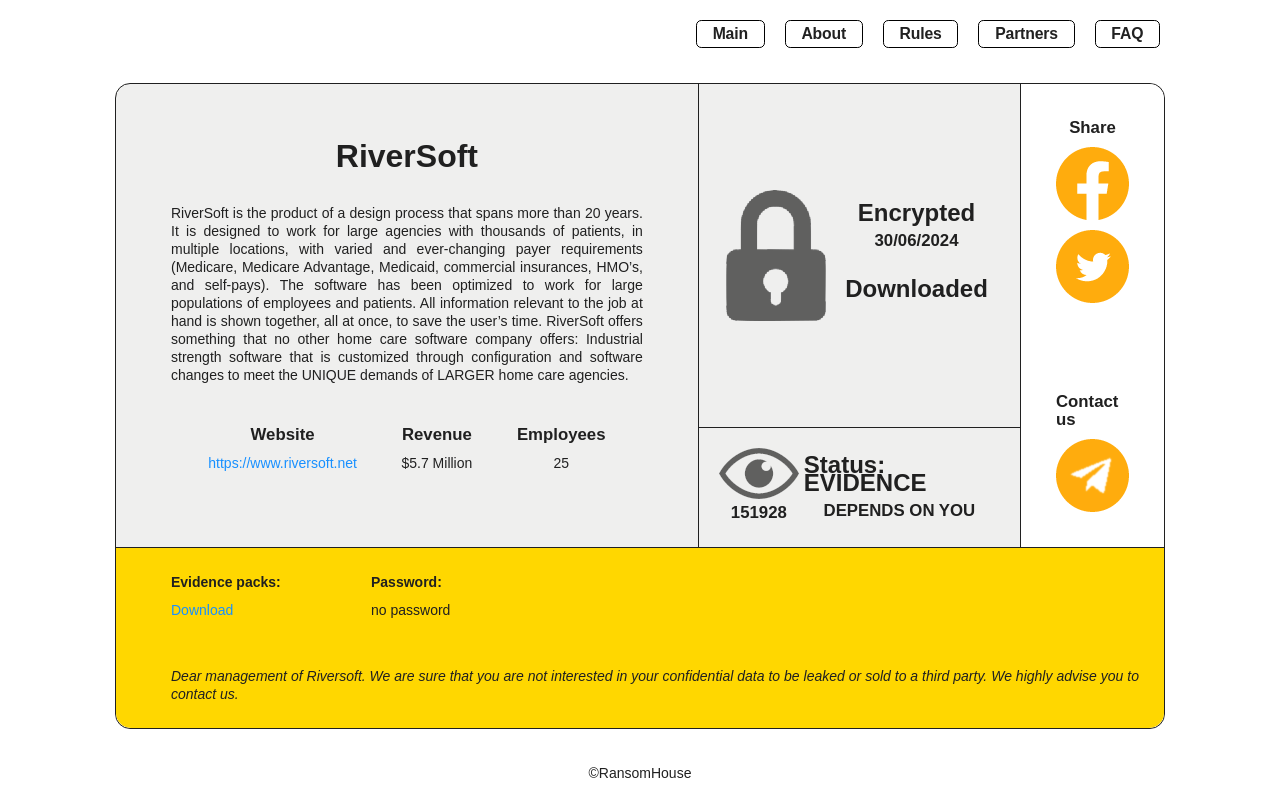 Main
About
Rules
Partners
FAQ
RiverSoft
RiverSoft is the product of a design process that spans more than 20 years.
It is designed to work for large agencies with thousands of patients, in
multiple locations, with varied and ever-changing payer requirements
(Medicare, Medicare Advantage, Medicaid, commercial insurances, HMO’s,
and self-pays). The software has been optimized to work for large
populations of employees and patients. All information relevant to the job at
hand is shown together, all at once, to save the user’s time. RiverSoft offers
something that no other home care software company offers: Industrial
strength software that is customized through configuration and software
changes to meet the UNIQUE demands of LARGER home care agencies.
Website
Revenue
Employees
https://www.riversoft.net
$5.7 Million
25
Encrypted
30/06/2024
Downloaded
Status:
EVIDENCE
151928
DEPENDS ON YOU
Share
Contact
us
Evidence packs:
Password:
Download
no password
Dear management of Riversoft. We are sure that you are not interested in your confidential data to be leaked or sold to a third party. We highly advise you to
contact us.
©RansomHouse